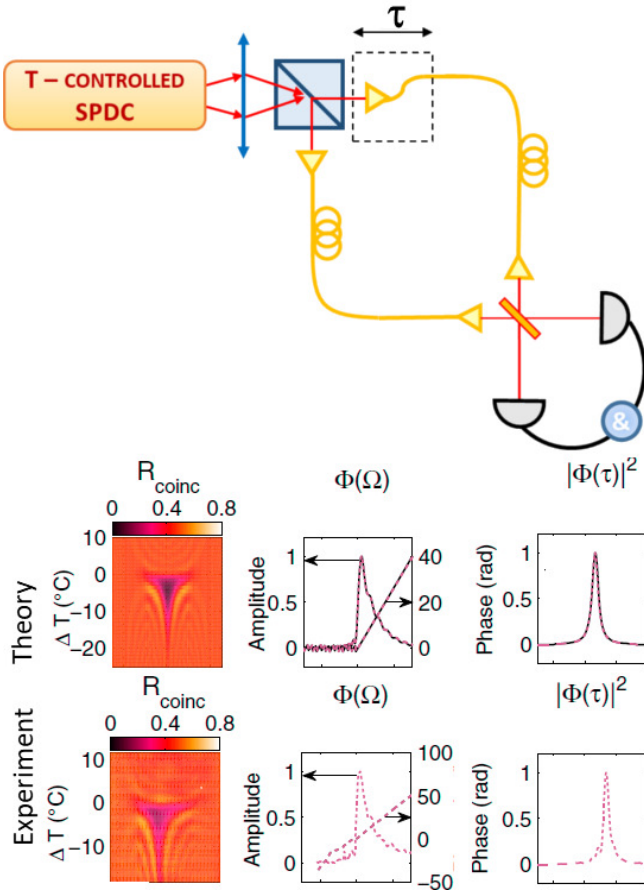 τ
T – CONTROLLED
SPDC
&
R coinc
0 0.4 0.8
Φ(Ω)
|Φ(τ)|²
Theory
Δ T (°C)
10
0
−10
−20
Amplitude
1
0.5
0
40
20
0
Phase (rad)
1
0.5
0
R coinc
0 0.4 0.8
Φ(Ω)
|Φ(τ)|²
Experiment
Δ T (°C)
10
0
−10
Amplitude
1
0.5
0
100
50
0
−50
Phase (rad)
1
0.5
0